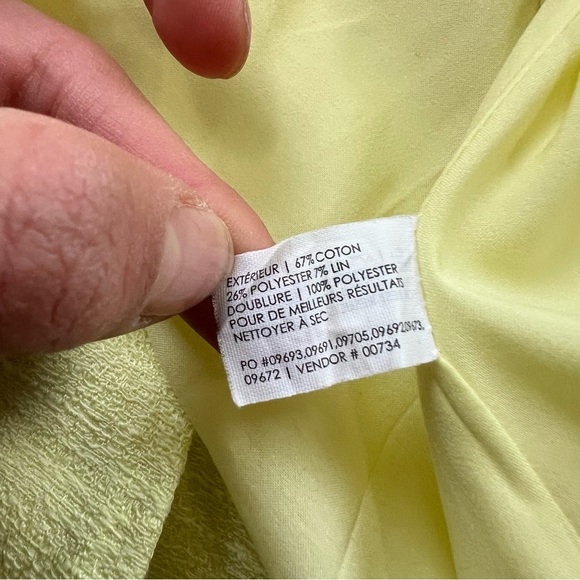 EXTÉRIEUR | 67% COTON
26% POLYESTER 7% LIN
DOUBLURE | 100% POLYESTER
POUR DE MEILLEURS RÉSULTATS
NETTOYER À SEC
PO #09693,09691,09705,09692,09673,
09672 | VENDOR # 00734